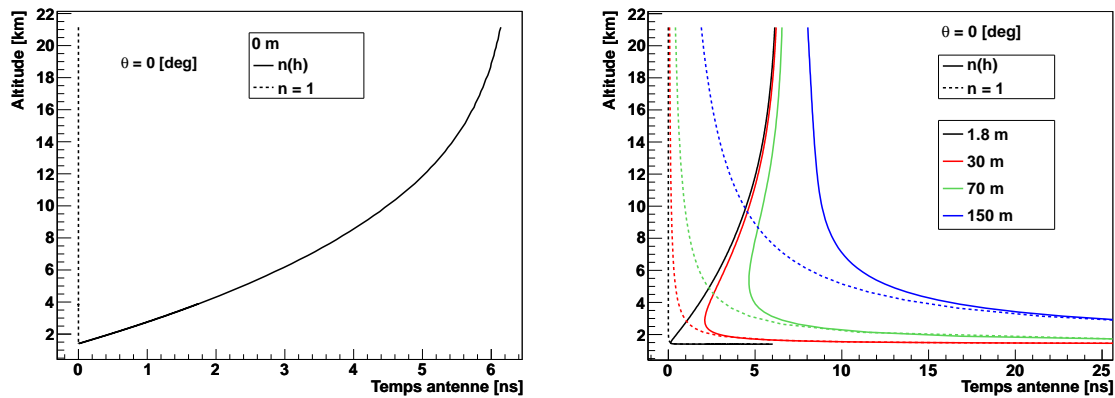 Altitude [km]
22
20
18
16
14
12
10
8
6
4
2
θ = 0 [deg]
0 m
n(h)
n = 1
0 1 2 3 4 5 6
Temps antenne [ns]
Altitude [km]
22
20
18
16
14
12
10
8
6
4
2
θ = 0 [deg]
n(h)
n = 1
1.8 m
30 m
70 m
150 m
0 5 10 15 20 25
Temps antenne [ns]